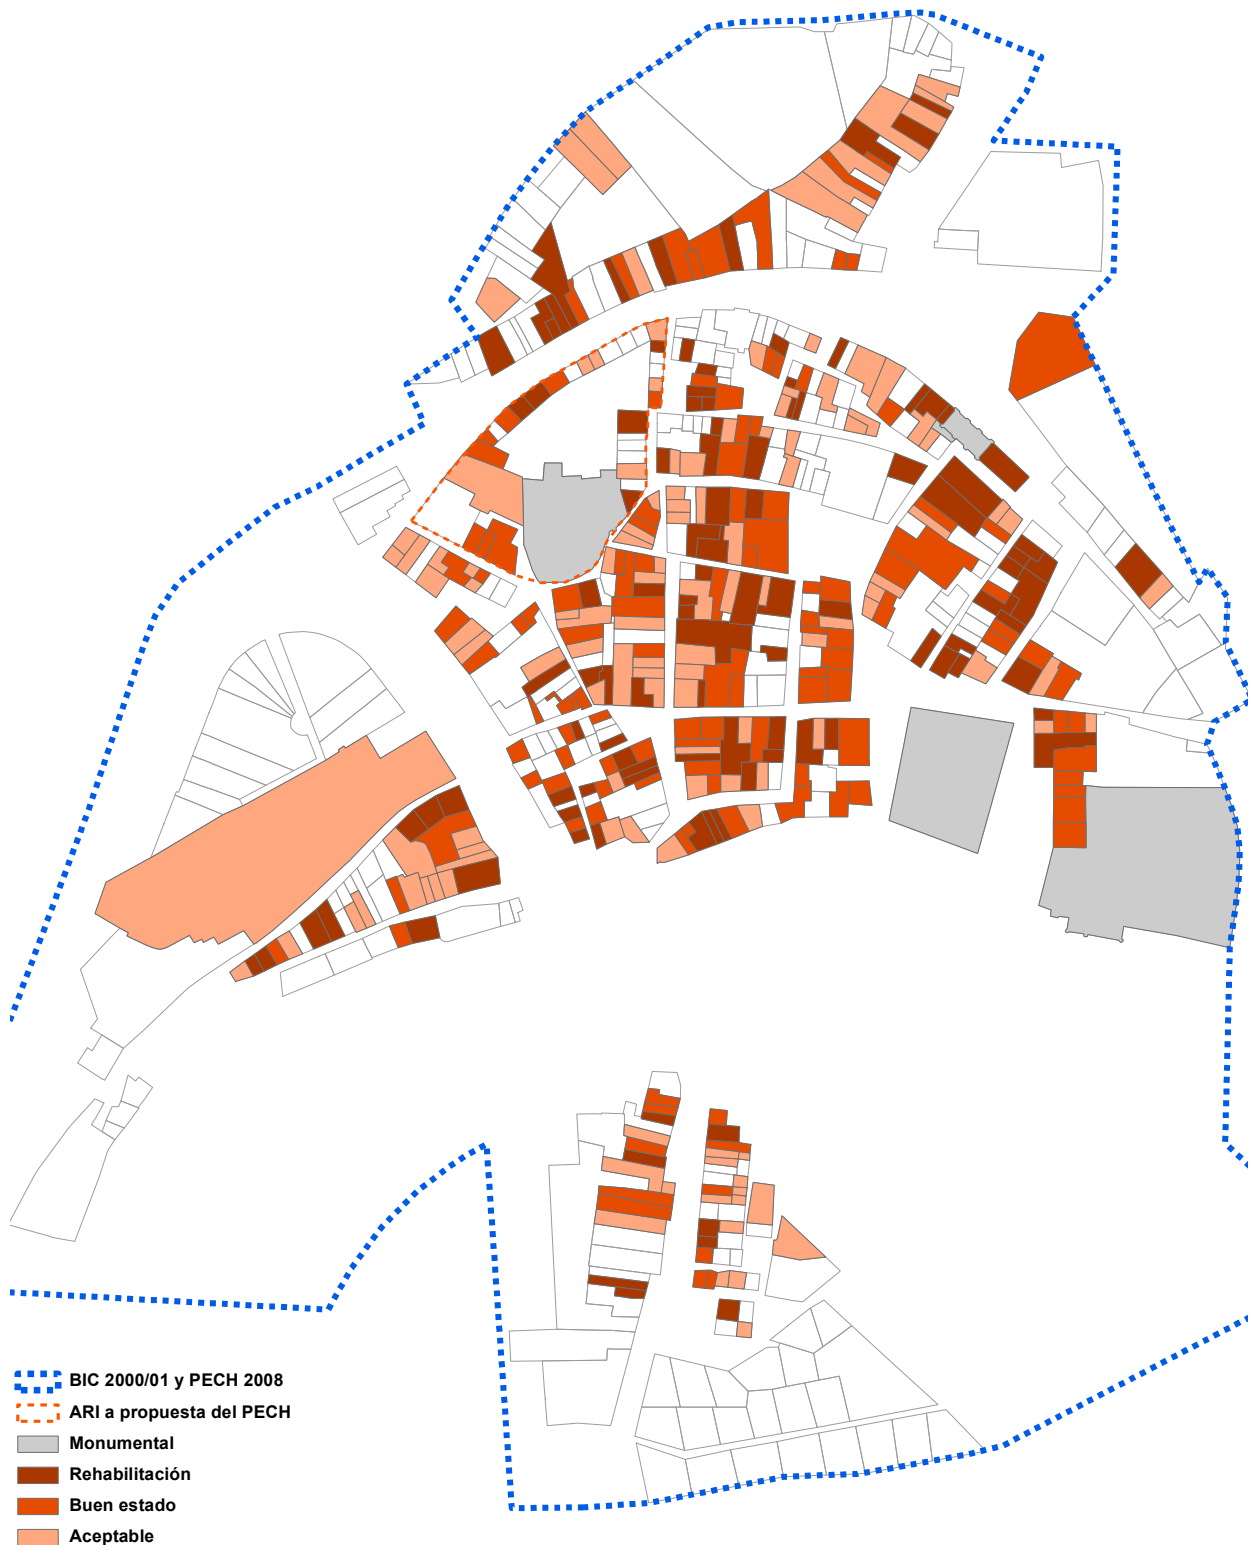 BIC 2000/01 y PECH 2008
ARI a propuesta del PECH
Monumental
Rehabilitación
Buen estado
Aceptable